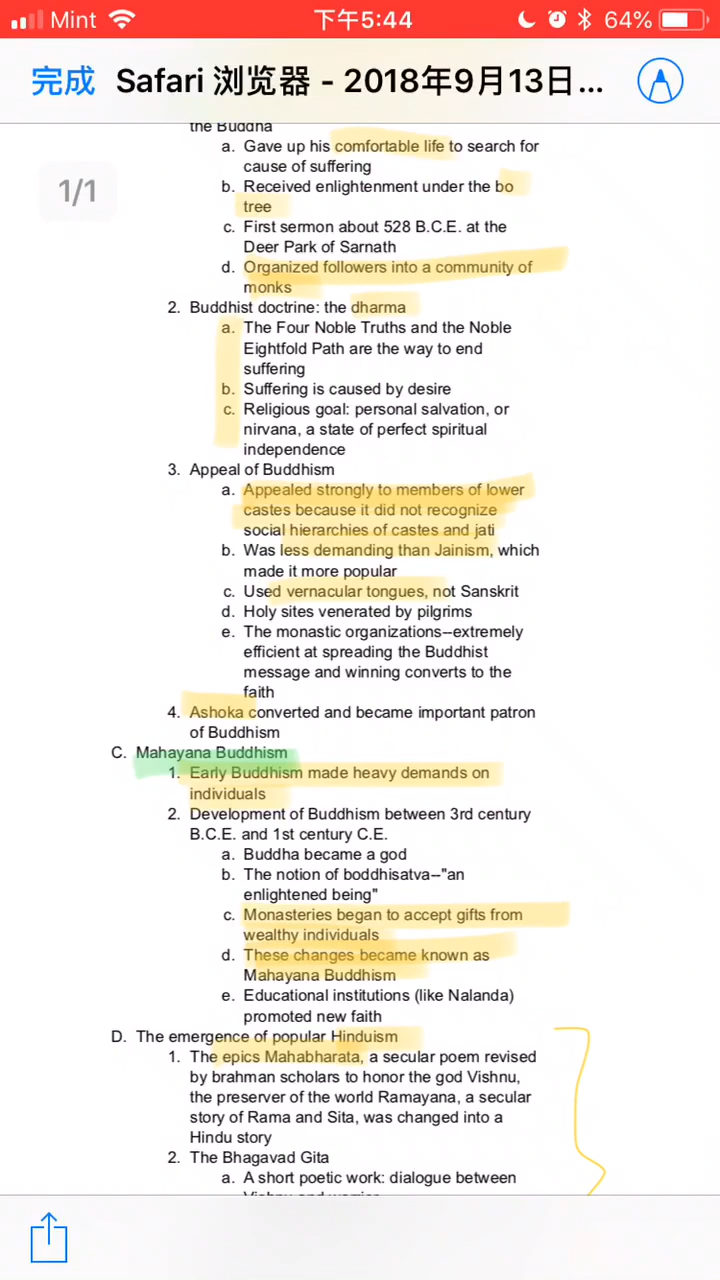 Mint 下午5:44 64%
完成 Safari 浏览器 - 2018年9月13日...
1/1
the Buddha
a. Gave up his comfortable life to search for
cause of suffering
b. Received enlightenment under the bo
tree
c. First sermon about 528 B.C.E. at the
Deer Park of Sarnath
d. Organized followers into a community of
monks
2. Buddhist doctrine: the dharma
a. The Four Noble Truths and the Noble
Eightfold Path are the way to end
suffering
b. Suffering is caused by desire
c. Religious goal: personal salvation, or
nirvana, a state of perfect spiritual
independence
3. Appeal of Buddhism
a. Appealed strongly to members of lower
castes because it did not recognize
social hierarchies of castes and jati
b. Was less demanding than Jainism, which
made it more popular
c. Used vernacular tongues, not Sanskrit
d. Holy sites venerated by pilgrims
e. The monastic organizations--extremely
efficient at spreading the Buddhist
message and winning converts to the
faith
4. Ashoka converted and became important patron
of Buddhism
C. Mahayana Buddhism
1. Early Buddhism made heavy demands on
individuals
2. Development of Buddhism between 3rd century
B.C.E. and 1st century C.E.
a. Buddha became a god
b. The notion of boddhisatva--"an
enlightened being"
c. Monasteries began to accept gifts from
wealthy individuals
d. These changes became known as
Mahayana Buddhism
e. Educational institutions (like Nalanda)
promoted new faith
D. The emergence of popular Hinduism
1. The epics Mahabharata, a secular poem revised
by brahman scholars to honor the god Vishnu,
the preserver of the world Ramayana, a secular
story of Rama and Sita, was changed into a
Hindu story
2. The Bhagavad Gita
a. A short poetic work: dialogue between